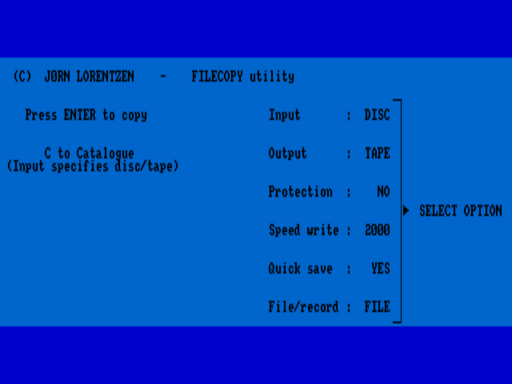 (C) JØRN LORENTZEN - FILECOPY utility
Press ENTER to copy
Input : DISC
C to Catalogue
(Input specifies disc/tape)
Output : TAPE
Protection NO
SELECT OPTION
Speed write : 2000
Quick save : YES
File/record : FILE